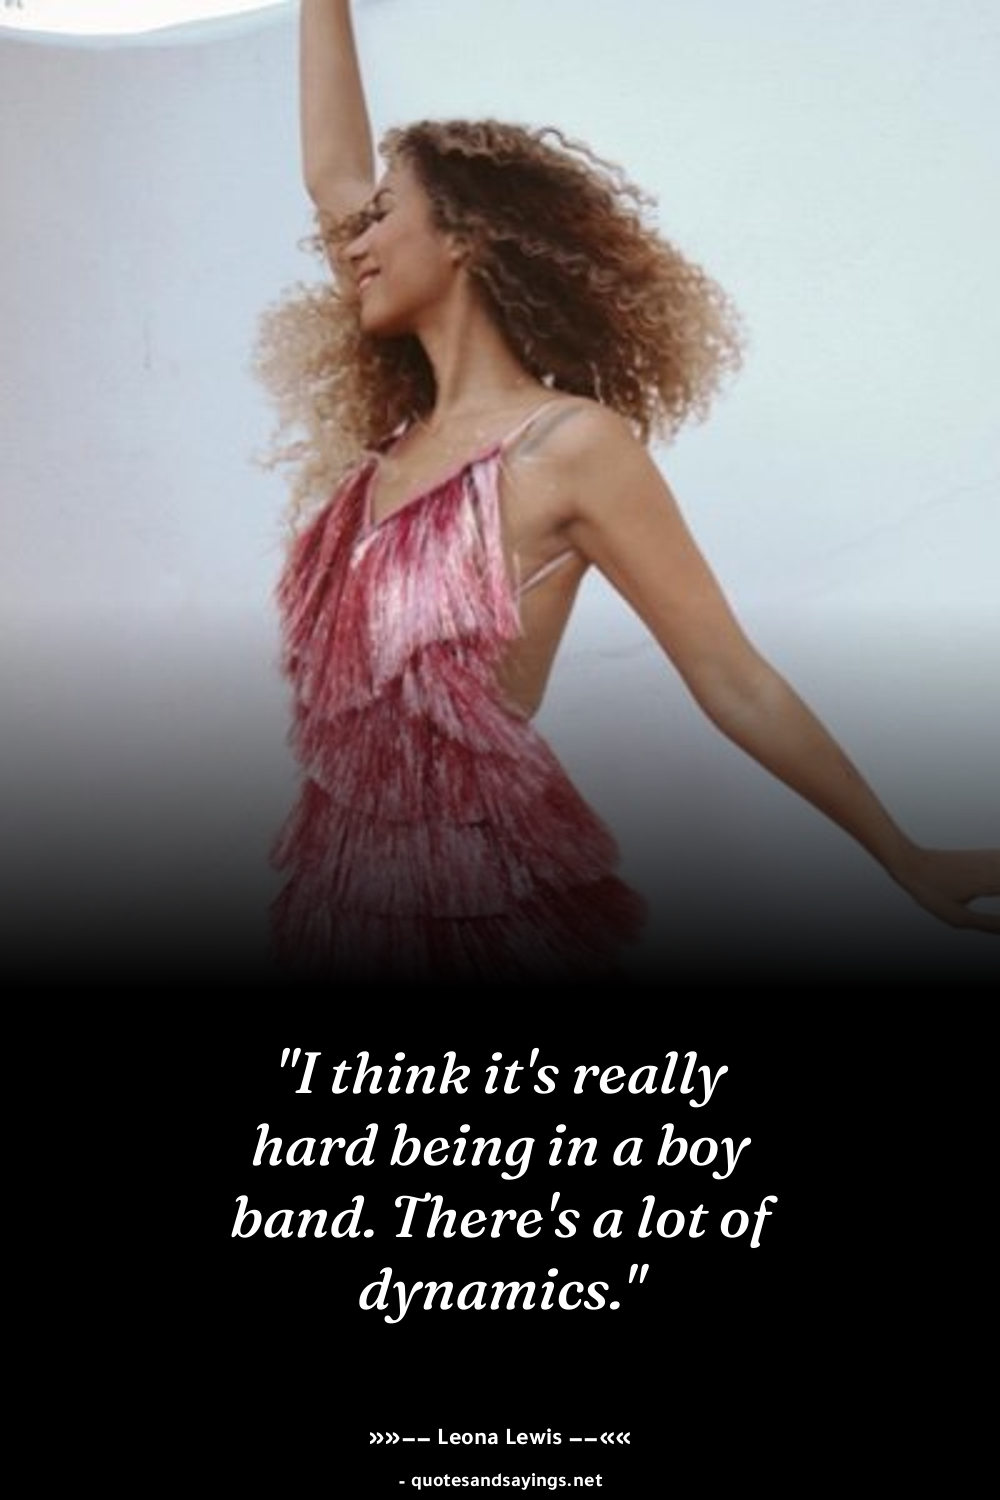 "I think it's really
hard being in a boy
band. There's a lot of
dynamics."
»»–– Leona Lewis ––««
- quotesandsayings.net